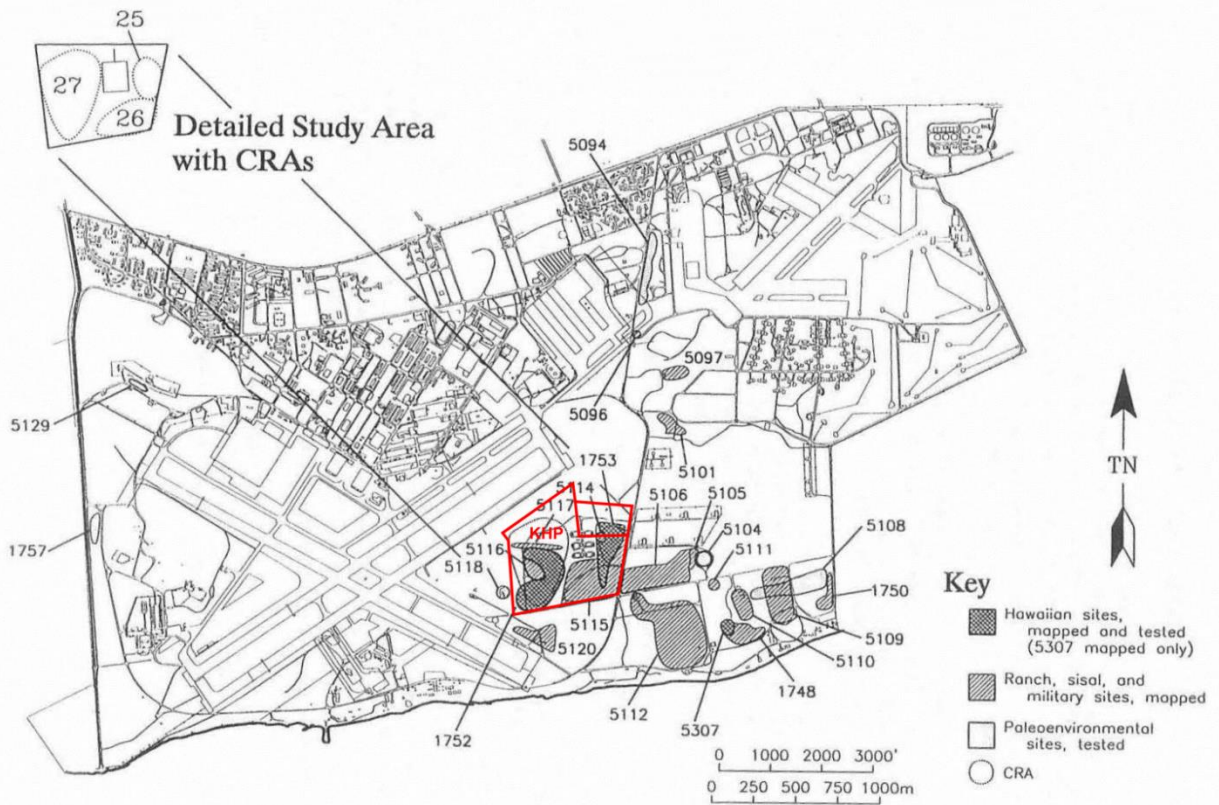 25
27
26
Detailed Study Area
with CRAs
5094
5097
5096
5129
5101
1753
5114
5106
5105
5117
5104
5108
KHP
5116
5111
1757
5118
1750
5115
5109
5120
5110
1748
5112
5307
1752
TN
Key
Hawaiian sites,
mapped and tested
(5307 mapped only)
Ranch, sisal, and
military sites, mapped
Paleoenvironmental
sites, tested
CRA
0 1000 2000 3000'
0 250 500 750 1000m